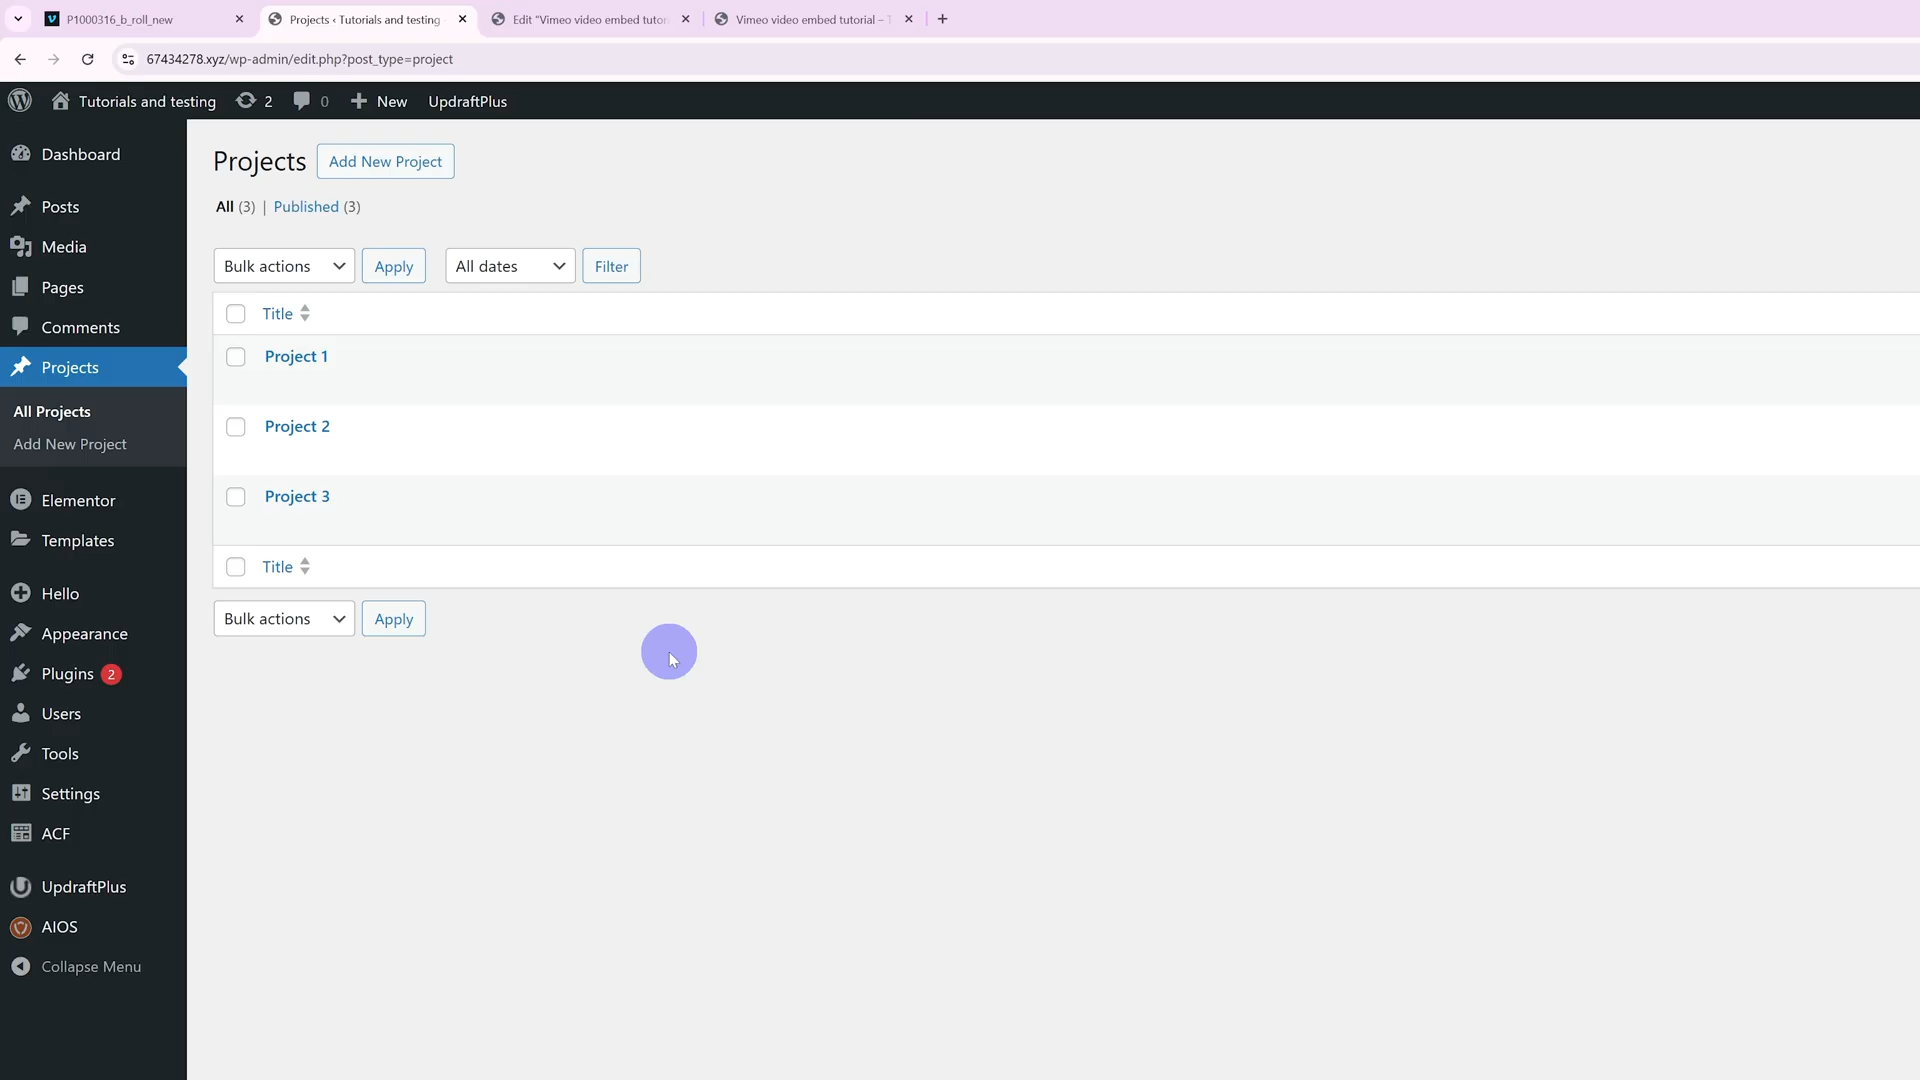 P1000316_b_roll_new
Projects ‹ Tutorials and testing
Edit "Vimeo video embed tutor
Vimeo video embed tutorial –
67434278.xyz/wp-admin/edit.php?post_type=project
Tutorials and testing 2 0 New UpdraftPlus
Dashboard
Posts
Media
Pages
Comments
Projects
All Projects
Add New Project
Elementor
Templates
Hello
Appearance
Plugins 2
Users
Tools
Settings
ACF
UpdraftPlus
AIOS
Collapse Menu
Projects Add New Project
All (3) | Published (3)
Bulk actions Apply All dates Filter
Title
Project 1
Project 2
Project 3
Title
Bulk actions Apply